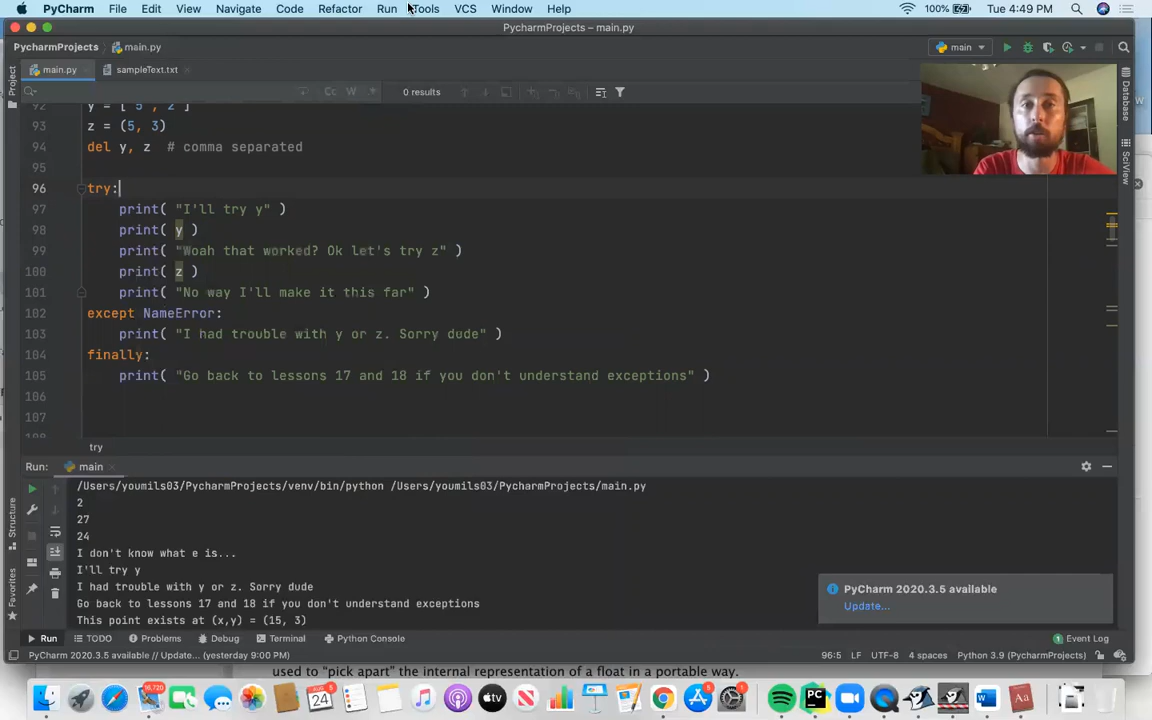 PyCharm File Edit View Navigate Code Refactor Run Tools VCS Window Help 100% Tue 4:49 PM
PycharmProjects – main.py
PycharmProjects main.py main
main.py sampleText.txt
Cc W 0 results
92 y = [ 5 , 2 ]
93 z = (5, 3)
94 del y, z # comma separated
95
96 try:
97 print( "I'll try y" )
98 print( y )
99 print( "Woah that worked? Ok let's try z" )
100 print( z )
101 print( "No way I'll make it this far" )
102 except NameError:
103 print( "I had trouble with y or z. Sorry dude" )
104 finally:
105 print( "Go back to lessons 17 and 18 if you don't understand exceptions" )
106
107
try
Run: main
/Users/youmils03/PycharmProjects/venv/bin/python /Users/youmils03/PycharmProjects/main.py
2
27
24
I don't know what e is...
I'll try y
I had trouble with y or z. Sorry dude
Go back to lessons 17 and 18 if you don't understand exceptions
This point exists at (x,y) = (15, 3)
PyCharm 2020.3.5 available
Update...
Project
Structure
Favorites
Database
SciView
Run TODO Problems Debug Terminal Python Console 1 Event Log
PyCharm 2020.3.5 available // Update... (yesterday 9:00 PM) 96:5 LF UTF-8 4 spaces Python 3.9 (PycharmProjects)
used to “pick apart” the internal representation of a float in a portable way.